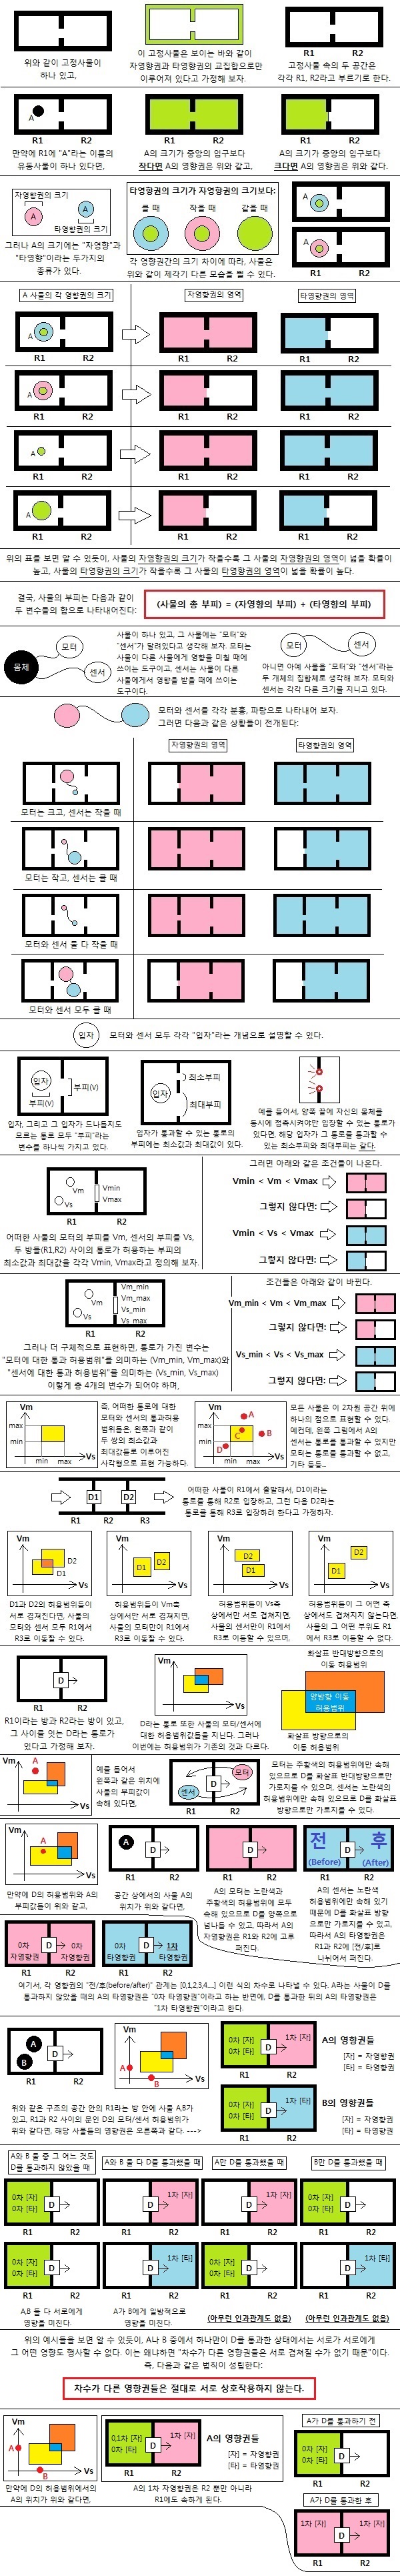 위와 같이 고정사물이
하나 있고,
이 고정사물은 보이는 바와 같이
자영향권과 타영향권의 교집합으로만
이루어져 있다고 가정해 보자.
R1 R2
고정사물 속의 두 공간은
각각 R1, R2라고 부르기로 한다.
A
R1 R2
만약에 R1에 "A"라는 이름의
유동사물이 하나 있다면,
R1 R2
A의 크기가 중앙의 입구보다
작다면 A의 영향권은 위와 같고,
R1 R2
A의 크기가 중앙의 입구보다
크다면 A의 영향권은 위와 같다.
자영향권의 크기
A A
타영향권의 크기
그러나 A의 크기에는 "자영향"과
"타영향"이라는 두가지의
종류가 있다.
타영향권의 크기가 자영향권의 크기보다:
클 때 작을 때 같을 때
각 영향권간의 크기 차이에 따라, 사물은
위와 같이 제각기 다른 모습을 띌 수 있다.
A
A
R1 R2
A 사물의 각 영향권의 크기
자영향권의 영역
타영향권의 영역
A
R1 R2 R1 R2 R1 R2
A
R1 R2 R1 R2 R1 R2
A
R1 R2 R1 R2 R1 R2
A
R1 R2 R1 R2 R1 R2
위의 표를 보면 알 수 있듯이, 사물의 자영향권의 크기가 작을수록 그 사물의 자영향권의 영역이 넓을 확률이
높고, 사물의 타영향권의 크기가 작을수록 그 사물의 타영향권의 영역이 넓을 확률이 높다.
결국, 사물의 부피는 다음과 같이
두 변수들의 합으로 나타내어진다:
(사물의 총 부피) = (자영향의 부피) + (타영향의 부피)
몸체
모터
센서
사물이 하나 있고, 그 사물에는 "모터"와
"센서"가 달려있다고 생각해 보자. 모터는
사물이 다른 사물에게 영향을 미칠 때에
쓰이는 도구이고, 센서는 사물이 다른
사물에게서 영향을 받을 때에 쓰이는
도구이다.
모터 센서
아니면 아예 사물을 "모터"와 "센서"라는
두 개체의 집합체로 생각해 보자. 모터와
센서는 각각 다른 크기를 지니고 있다.
모터와 센서를 각각 분홍, 파랑으로 나타내어 보자.
그러면 다음과 같은 상황들이 전개된다:
자영향권의 영역
타영향권의 영역
모터는 크고, 센서는 작을 때
모터는 작고, 센서는 클 때
모터와 센서 둘 다 작을 때
모터와 센서 모두 클 때
입자
모터와 센서 모두 각각 "입자"라는 개념으로 설명할 수 있다.
입자
부피(v)
부피(V)
입자, 그리고 그 입자가 드나들지도
모르는 통로 모두 "부피"라는
변수를 하나씩 가지고 있다.
입자
최소부피
최대부피
입자가 통과할 수 있는 통로의
부피에는 최소값과 최대값이 있다.
예를 들어서, 양쪽 끝에 자신의 몸체를
동시에 접촉시켜야만 입장할 수 있는 통로가
있다면, 해당 입자가 그 통로를 통과할 수
있는 최소부피와 최대부피는 같다.
Vm
Vs
Vmin
Vmax
R1 R2
어떠한 사물의 모터의 부피를 Vm, 센서의 부피를 Vs,
두 방들(R1,R2) 사이의 통로가 허용하는 부피의
최소값과 최대값을 각각 Vmin, Vmax라고 정의해 보자.
그러면 아래와 같은 조건들이 나온다.
Vmin < Vm < Vmax
그렇지 않다면:
Vmin < Vs < Vmax
그렇지 않다면:
Vm
Vs
Vm_min
Vm_max
Vs_min
Vs_max
R1 R2
그러나 더 구체적으로 표현하면, 통로가 가진 변수는
"모터에 대한 통과 허용범위"를 의미하는 (Vm_min, Vm_max)와
"센서에 대한 통과 허용범위"를 의미하는 (Vs_min, Vs_max)
이렇게 총 4개의 변수가 되어야 하며,
조건들은 아래와 같이 바뀐다.
Vm_min < Vm < Vm_max
그렇지 않다면:
Vs_min < Vs < Vs_max
그렇지 않다면:
Vm
max
min
min max
Vs
즉, 어떠한 통로에 대한
모터와 센서의 통과허용
범위들은, 왼쪽과 같이
두 쌍의 최소값과
최대값들로 이루어진
사각형으로 표현 가능하다.
Vm
max
min
A
B
C
D
min max
Vs
모든 사물은 이 2차원 공간 위에
하나의 점으로 표현할 수 있다.
예컨대, 왼쪽 그림에서 A의
센서는 통로를 통과할 수 있지만
모터는 통로를 통과할 수 없고,
기타 등등..
D1 D2
R1 R2 R3
어떠한 사물이 R1에서 출발해서, D1이라는
통로를 통해 R2로 입장하고, 그런 다음 D2라는
통로를 통해 R3로 입장하려 한다고 가정하자.
Vm
D2
D1
Vs
D1과 D2의 허용범위들이
서로 겹쳐진다면, 사물의
모터와 센서 모두 R1에서
R3로 이동할 수 있다.
Vm
D1 D2
Vs
허용범위들이 Vm축
상에서만 서로 겹쳐지면,
사물의 모터만이 R1에서
R3로 이동할 수 있다.
Vm
D2
D1
Vs
허용범위들이 Vs축
상에서만 서로 겹쳐지면,
사물의 센서만이 R1에서
R3로 이동할 수 있으며,
Vm
D2
D1
Vs
허용범위들이 그 어떤 축
상에서도 겹쳐지지 않는다면,
사물의 그 어떤 부위도 R1
에서 R3로 이동할 수 없다.
D
R1 R2
R1이라는 방과 R2라는 방이 있고,
그 사이를 잇는 D라는 통로가
있다고 가정해 보자.
Vm
Vs
D라는 통로 또한 사물의 모터/센서에
대한 허용범위값들을 지닌다. 그러나
이번에는 허용범위가 기존의 것과 다르다.
화살표 반대방향으로의
이동 허용범위
양방향 이동
허용범위
화살표 방향으로의
이동 허용범위
Vm
A
Vs
예를 들어서
왼쪽과 같은 위치에
사물의 부피값이
속해 있다면,
모터
D
센서
R1 R2
모터는 주황색의 허용범위에만 속해
있으므로 D를 화살표 반대방향으로만
가로지를 수 있으며, 센서는 노란색의
허용범위에만 속해 있으므로 D를 화살표
방향으로만 가로지를 수 있다.
Vm
A
Vs
만약에 D의 허용범위와 A의
부피값들이 위와 같고,
A
D
R1 R2
공간 상에서의 사물 A의
위치가 위와 같다면,
D
R1 R2
A의 모터는 노란색과
주황색의 허용범위에 모두
속해 있으므로 D를 양쪽으로
넘나들 수 있고, 따라서 A의
자영향권은 R1와 R2에 고루
퍼진다.
전 후
(Before) (After)
D
R1 R2
A의 센서는 노란색
허용범위에만 속해 있기
때문에 D를 화살표 방향
으로만 가로지를 수 있고,
따라서 A의 타영향권은
R1과 R2에 [전/후]로
나뉘어서 퍼진다.
0차 자영향권
D
0차 자영향권
R1 R2
0차 타영향권
D
1차 타영향권
R1 R2
여기서, 각 영향권의 "전/후(before/after)" 관계는 [0,1,2,3,4...] 이런 식의 차수로 나타낼 수 있다. A라는 사물이 D를
통과하지 않았을 때의 A의 타영향권은 "0차 타영향권"이라고 하는 반면에, D를 통과한 뒤의 A의 타영향권은
"1차 타영향권"이라고 한다.
A
B
D
R1 R2
Vm
A
B
Vs
위와 같은 구조의 공간 안의 R1라는 방 안에 사물 A,B가
있고, R1과 R2 사이의 문인 D의 모터/센서 허용범위가
위와 같다면, 해당 사물들의 영향권은 오른쪽과 같다. --->
0차 [자]
0차 [타]
D
1차 [자]
R1 R2
A의 영향권들
[자] = 자영향권
[타] = 타영향권
0차 [자]
0차 [타]
D
1차 [타]
R1 R2
B의 영향권들
[자] = 자영향권
[타] = 타영향권
A와 B 둘 중 그 어느 것도
D를 통과하지 않았을 때
A와 B 둘 다 D를 통과했을 때
A만 D를 통과했을 때
B만 D를 통과했을 때
0차 [자]
0차 [타]
D
1차 [자]
D
1차 [자]
D
0차 [자]
0차 [타]
D
R1 R2 R1 R2 R1 R2 R1 R2
0차 [자]
0차 [타]
D
1차 [타]
D
0차 [자]
0차 [타]
D
1차 [타]
D
R1 R2 R1 R2 R1 R2 R1 R2
A,B 둘 다 서로에게
영향을 미친다.
A가 B에게 일방적으로
영향을 미친다.
(아무런 인과관계도 없음)
(아무런 인과관계도 없음)
위의 예시들을 보면 알 수 있듯이, A나 B 중에서 하나만이 D를 통과한 상태에서는 서로가 서로에게
그 어떤 영향도 행사할 수 없다. 이는 왜냐하면 "차수가 다른 영향권들은 서로 겹쳐질 수가 없기 때문"이다.
즉, 다음과 같은 법칙이 성립한다:
차수가 다른 영향권들은 절대로 서로 상호작용하지 않는다.
Vm
A
B
Vs
만약에 D의 허용범위에서의
A의 위치가 위와 같다면,
0,1차 [자]
0차 [타]
D
1차 [자]
R1 R2
A의 영향권들
[자] = 자영향권
[타] = 타영향권
A의 1차 자영향권은 R2 뿐만 아니라
R1에도 속하게 된다.
A가 D를 통과하기 전
0차 [자]
0차 [타]
D
R1 R2
A가 D를 통과한 후
1차 [자]
D
1차 [자]
R1 R2